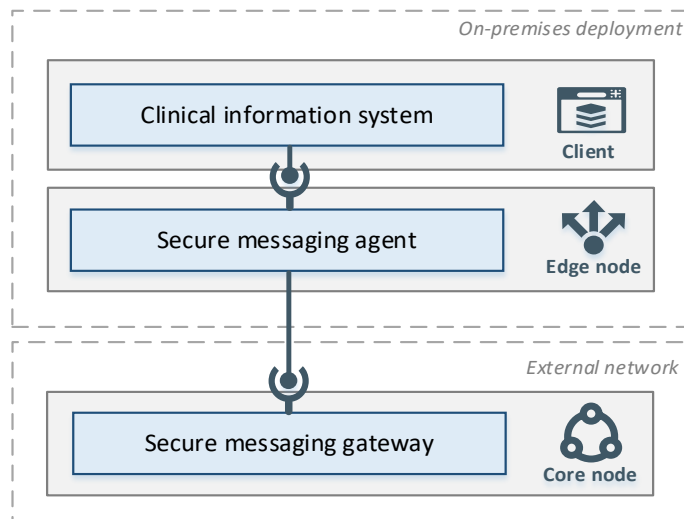 On-premises deployment
Clinical information system
Client
Secure messaging agent
Edge node
External network
Secure messaging gateway
Core node